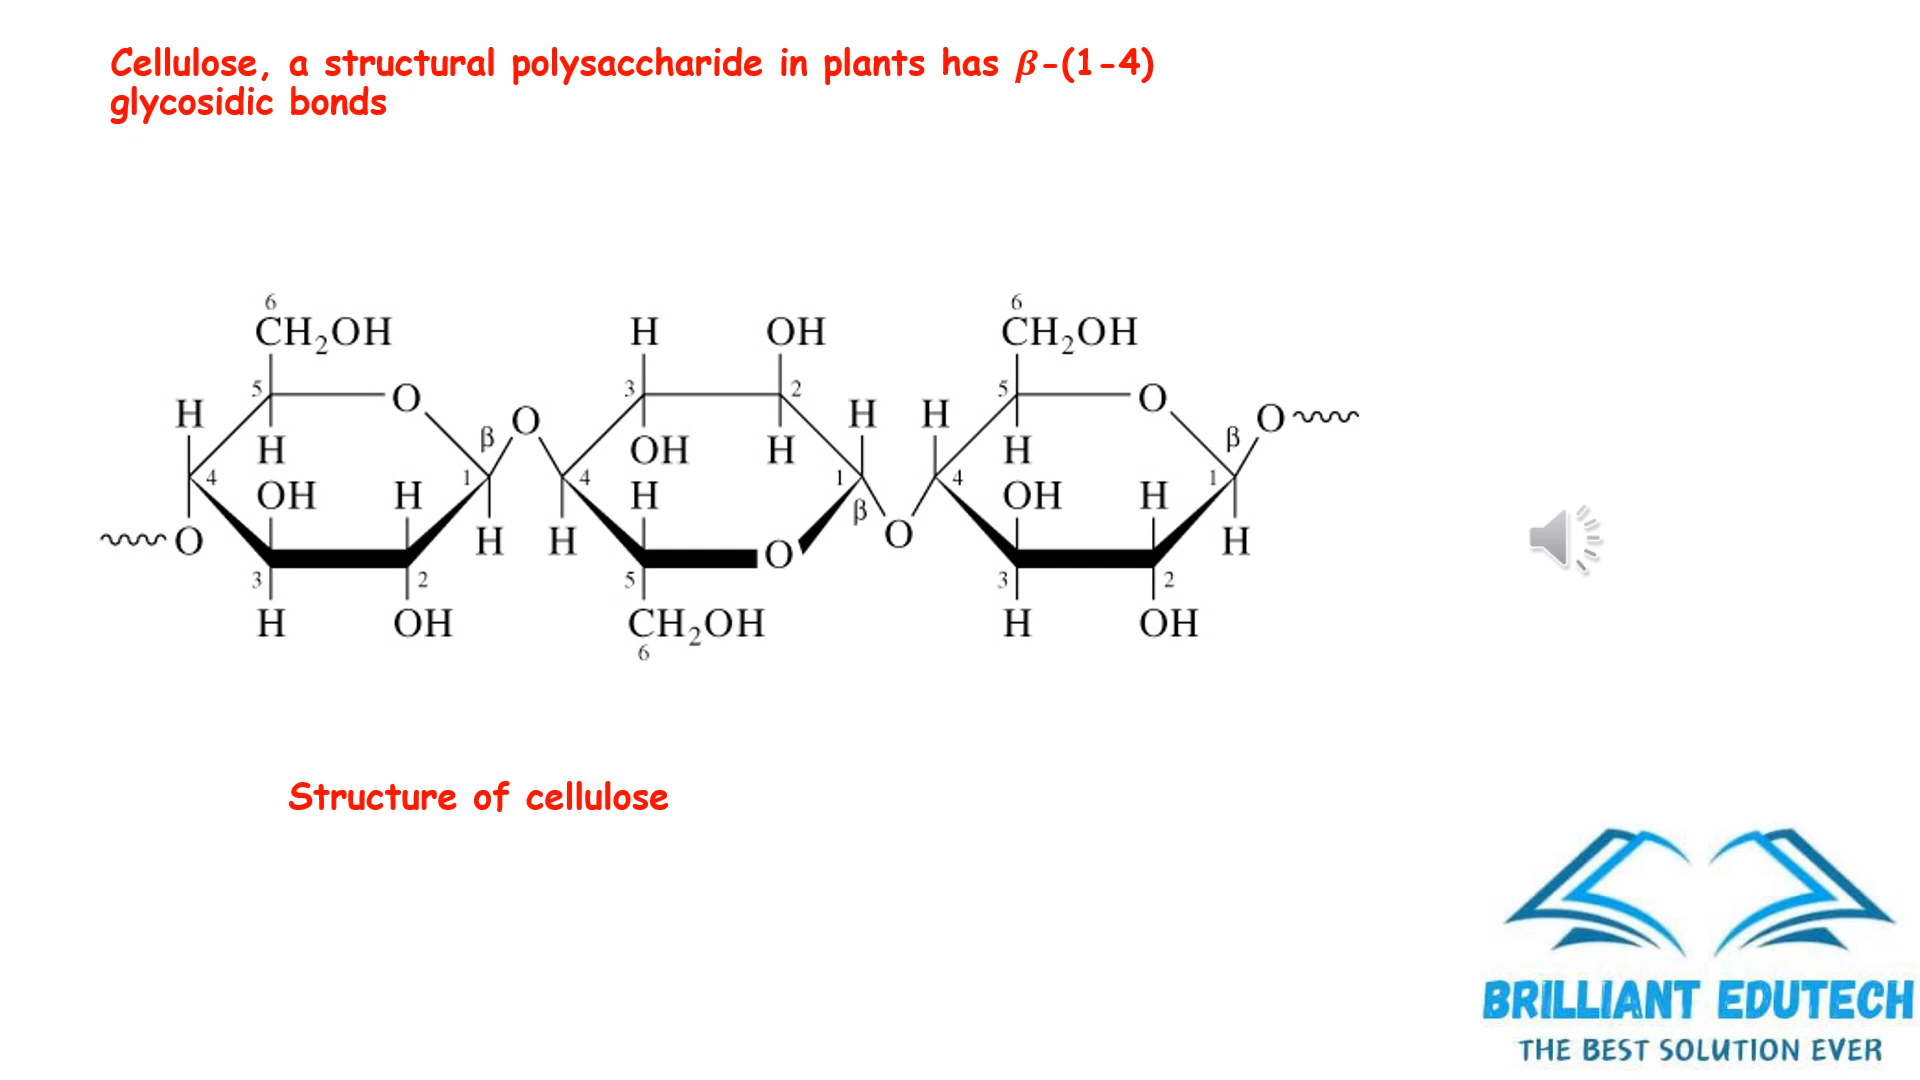 Cellulose, a structural polysaccharide in plants has β-(1-4)
glycosidic bonds
6 6
CH₂OH H OH CH₂OH
5 O 3 2 5 O
H O H H O
β β
H OH H H
4 1 4 1 4 1
OH H H OH H
β
O H H O O H
3 2 5 3 2
H OH CH₂OH H OH
6
Structure of cellulose
BRILLIANT EDUTECH
THE BEST SOLUTION EVER